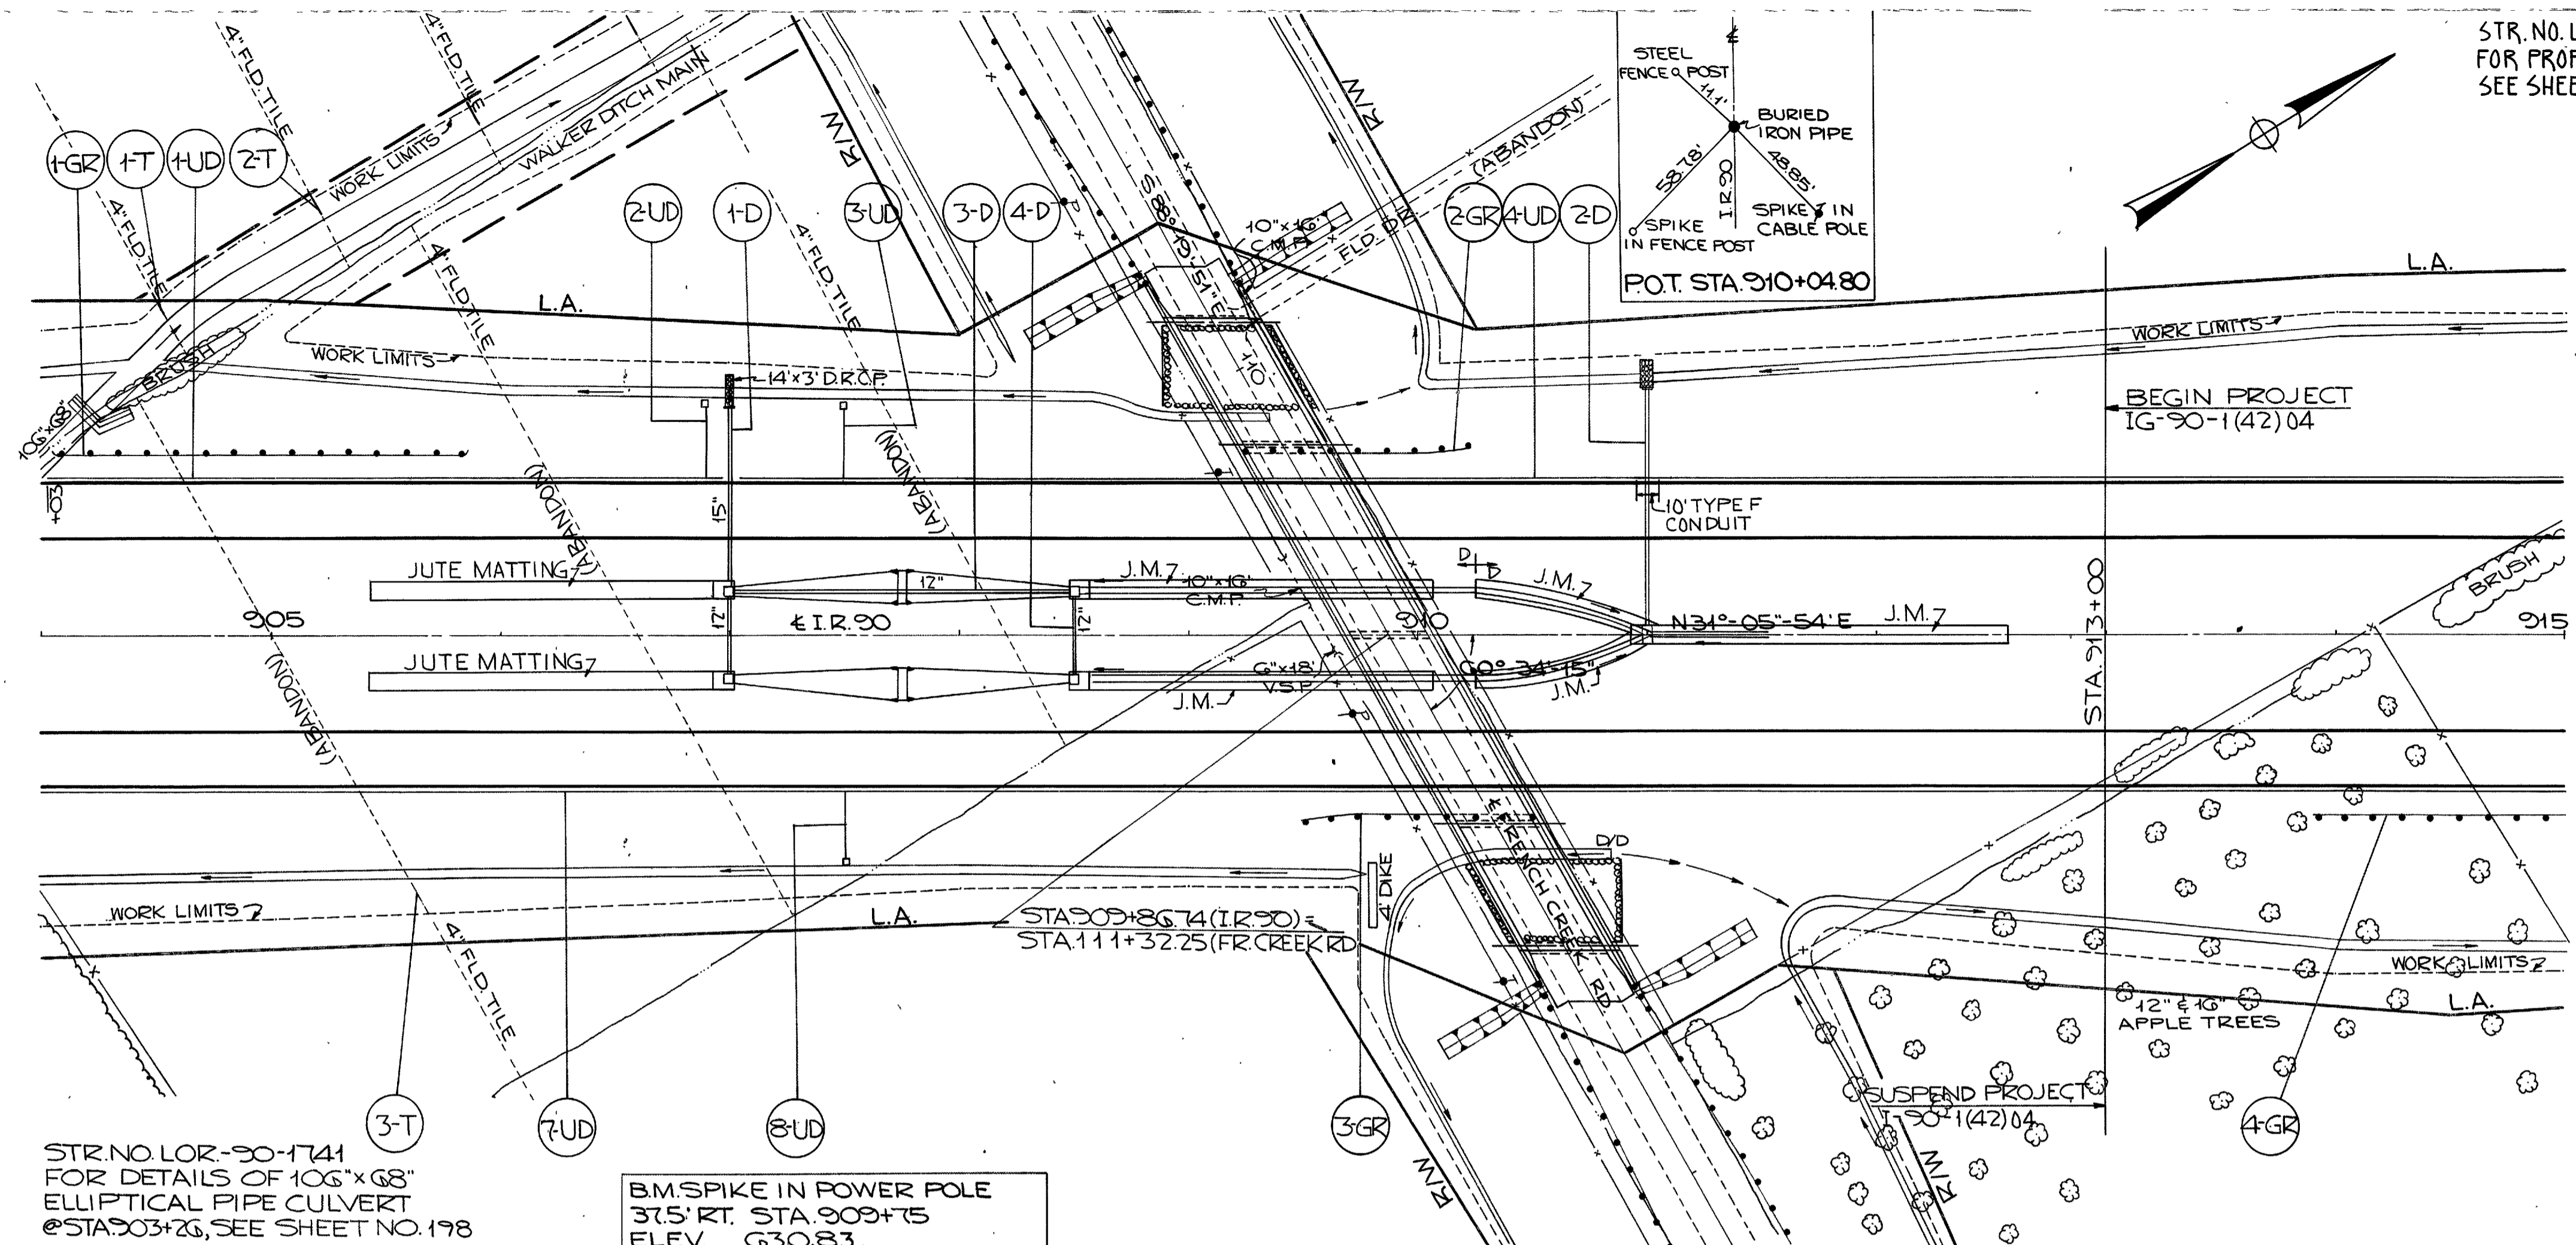 STR. NO. L
FOR PROF
SEE SHEE
4" FLD. TILE
4" FLD. TILE
WORK LIMITS
WALKER DITCH MAIN
R/W
R/W
(ABANDON)
STEEL
FENCE POST
11.1'
BURIED
IRON PIPE
58.78'
48.85'
I.R. 90
SPIKE
IN FENCE POST
SPIKE IN
CABLE POLE
P.O.T. STA. 910+04.80
1-GR
1-T
1-UD
2-T
2-UD
1-D
3-UD
3-D
4-D
2-GR
4-UD
2-D
4" FLD. TILE
4" FLD. TILE
4" FLD. TILE
S 88°-19'-51" E
10"x16'
C.M.P.
L.A.
L.A.
WORK LIMITS
WORK LIMITS
BRUSH
14'x3' D.R.C.P.
110
106"x68"
BEGIN PROJECT
IG-90-1(42)04
+03
15"
(ABANDON)
(ABANDON)
10' TYPE F
CONDUIT
JUTE MATTING
12"
J.M.
10"x16'
C.M.P.
D
D
J.M.
BRUSH
905
12"
℄ I.R. 90
12"
910
N31°-05"-54'E
J.M.
915
JUTE MATTING
(ABANDON)
J.M.
6"x18'
V.S.P.
60°-34'-15"
J.M.
STA. 913+00
℄ FRENCH CREEK RD
D/D
4' DIKE
WORK LIMITS
L.A.
4" FLD. TILE
STA. 909+86.74 (I.R. 90) =
STA. 111+32.25 (FR. CREEK RD
WORK LIMITS
L.A.
12" & 16"
APPLE TREES
SUSPEND PROJECT
I-90-1(42)04
3-T
7-UD
8-UD
3-GR
4-GR
R/W
R/W
STR. NO. LOR.-90-1741
FOR DETAILS OF 106"x68"
ELLIPTICAL PIPE CULVERT
@ STA. 903+26, SEE SHEET NO. 198
B.M. SPIKE IN POWER POLE
37.5' RT. STA. 909+75
ELEV. 630.83